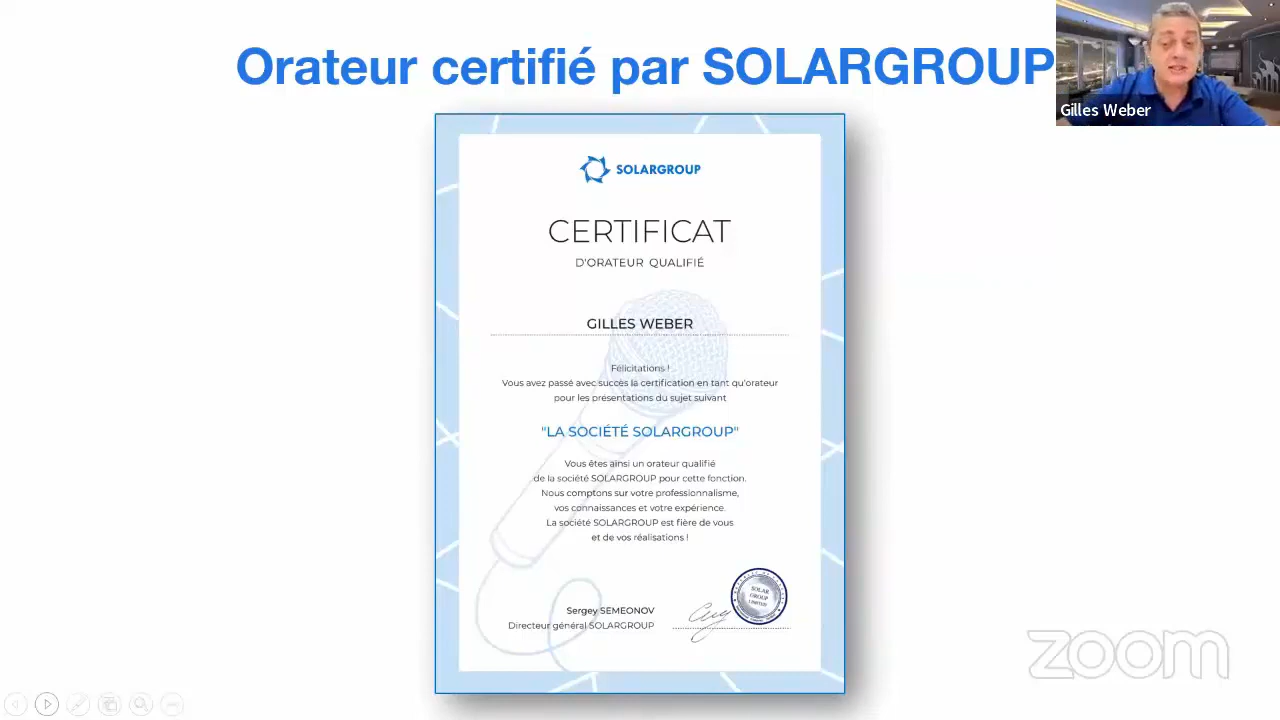 Orateur certifié par SOLARGROUP
Gilles Weber
SOLARGROUP
CERTIFICAT
D'ORATEUR QUALIFIÉ
GILLES WEBER
Félicitations !
Vous avez passé avec succès la certification en tant qu'orateur
pour les présentations du sujet suivant
"LA SOCIÉTÉ SOLARGROUP"
Vous êtes ainsi un orateur qualifié
de la société SOLARGROUP pour cette fonction.
Nous comptons sur votre professionnalisme,
vos connaissances et votre expérience.
La société SOLARGROUP est fière de vous
et de vos réalisations !
Sergey SEMEONOV
Directeur général SOLARGROUP
SOLAR
GROUP
LIMITED
zoom